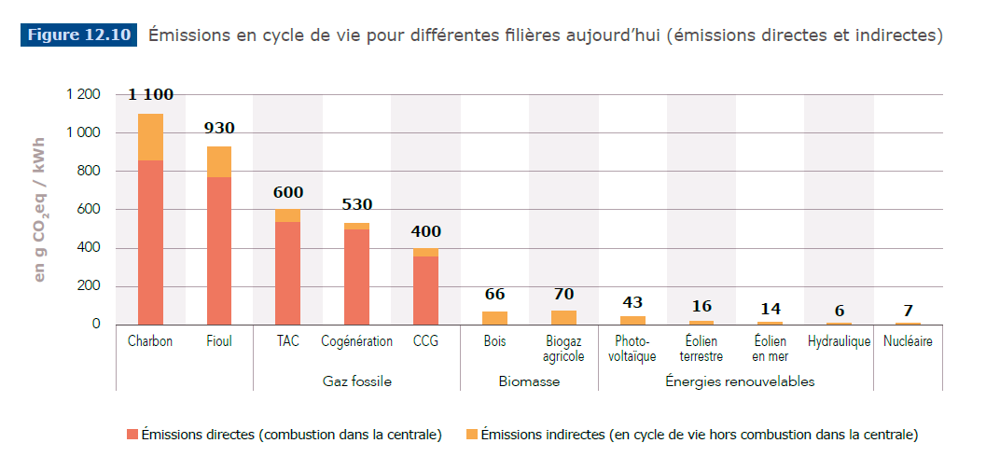 Figure 12.10 Émissions en cycle de vie pour différentes filières aujourd’hui (émissions directes et indirectes)
en g CO₂eq / kWh
1 200
1 000
800
600
400
200
0
1 100
930
600
530
400
66
70
43
16
14
6
7
Charbon
Fioul
TAC
Cogénération
CCG
Bois
Biogaz
agricole
Photo-
voltaïque
Éolien
terrestre
Éolien
en mer
Hydraulique
Nucléaire
Gaz fossile
Biomasse
Énergies renouvelables
Émissions directes (combustion dans la centrale)
Émissions indirectes (en cycle de vie hors combustion dans la centrale)